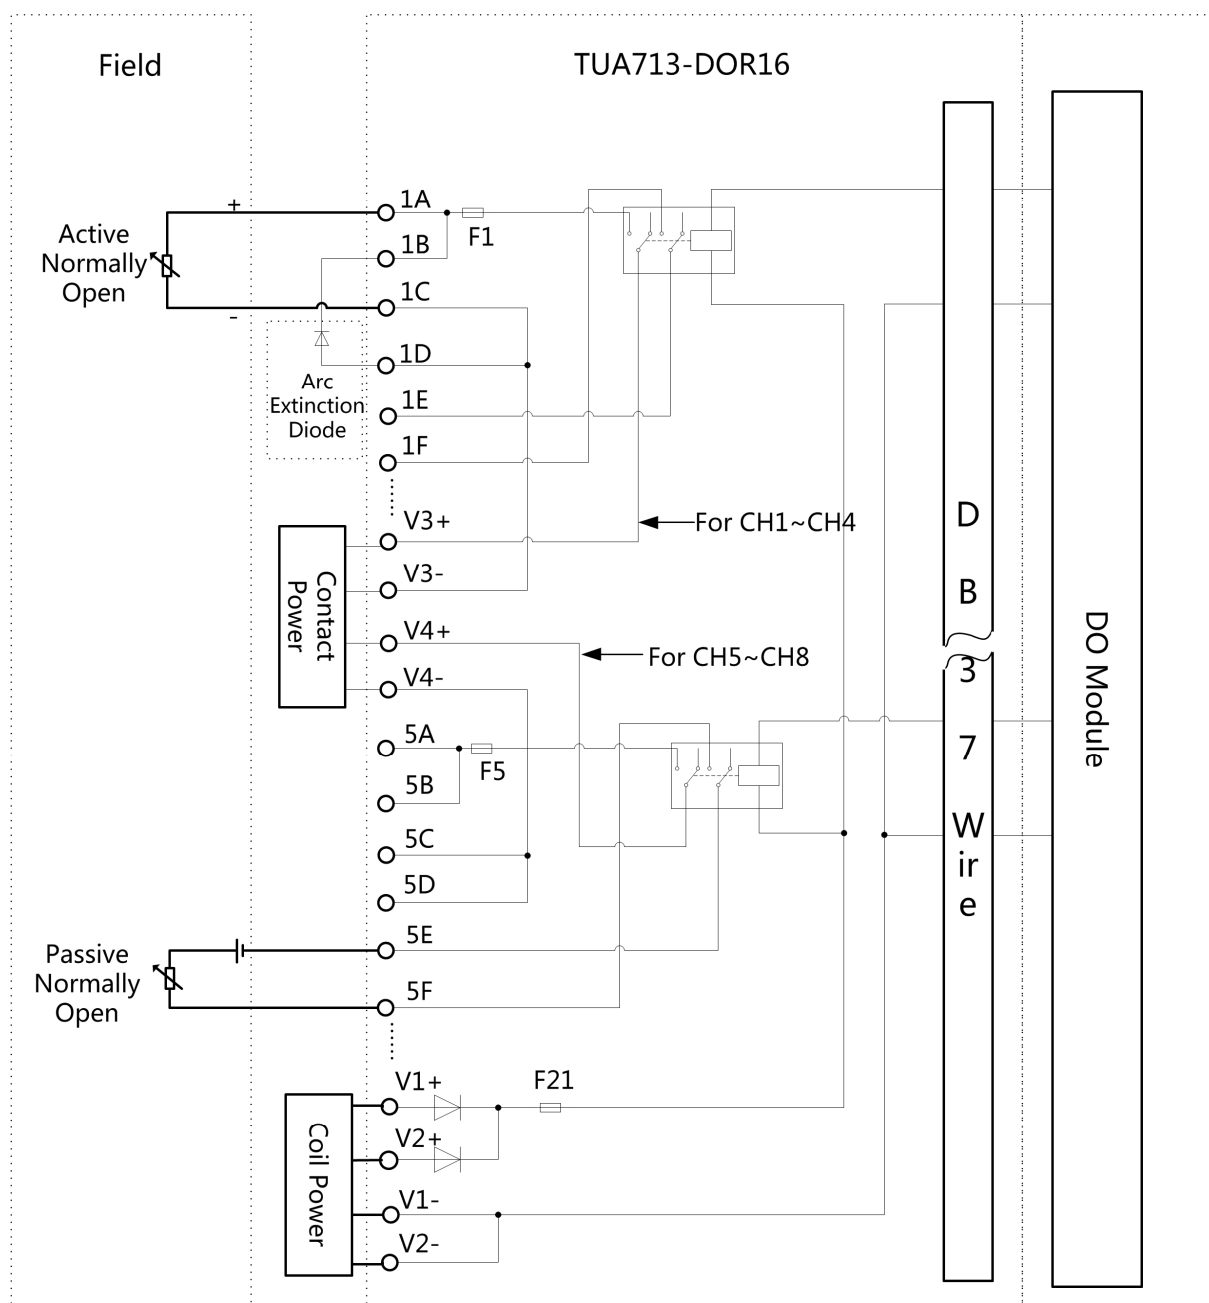 Field
TUA713-DOR16
+
1A
F1
Active
Normally
Open
1B
1C
-
1D
Arc
Extinction
Diode
1E
1F
V3+
For CH1~CH4
V3-
Contact
Power
V4+
For CH5~CH8
V4-
5A
F5
5B
5C
5D
5E
Passive
Normally
Open
5F
V1+
F21
V2+
Coil Power
V1-
V2-
D
B
3
7
W
ir
e
DO Module